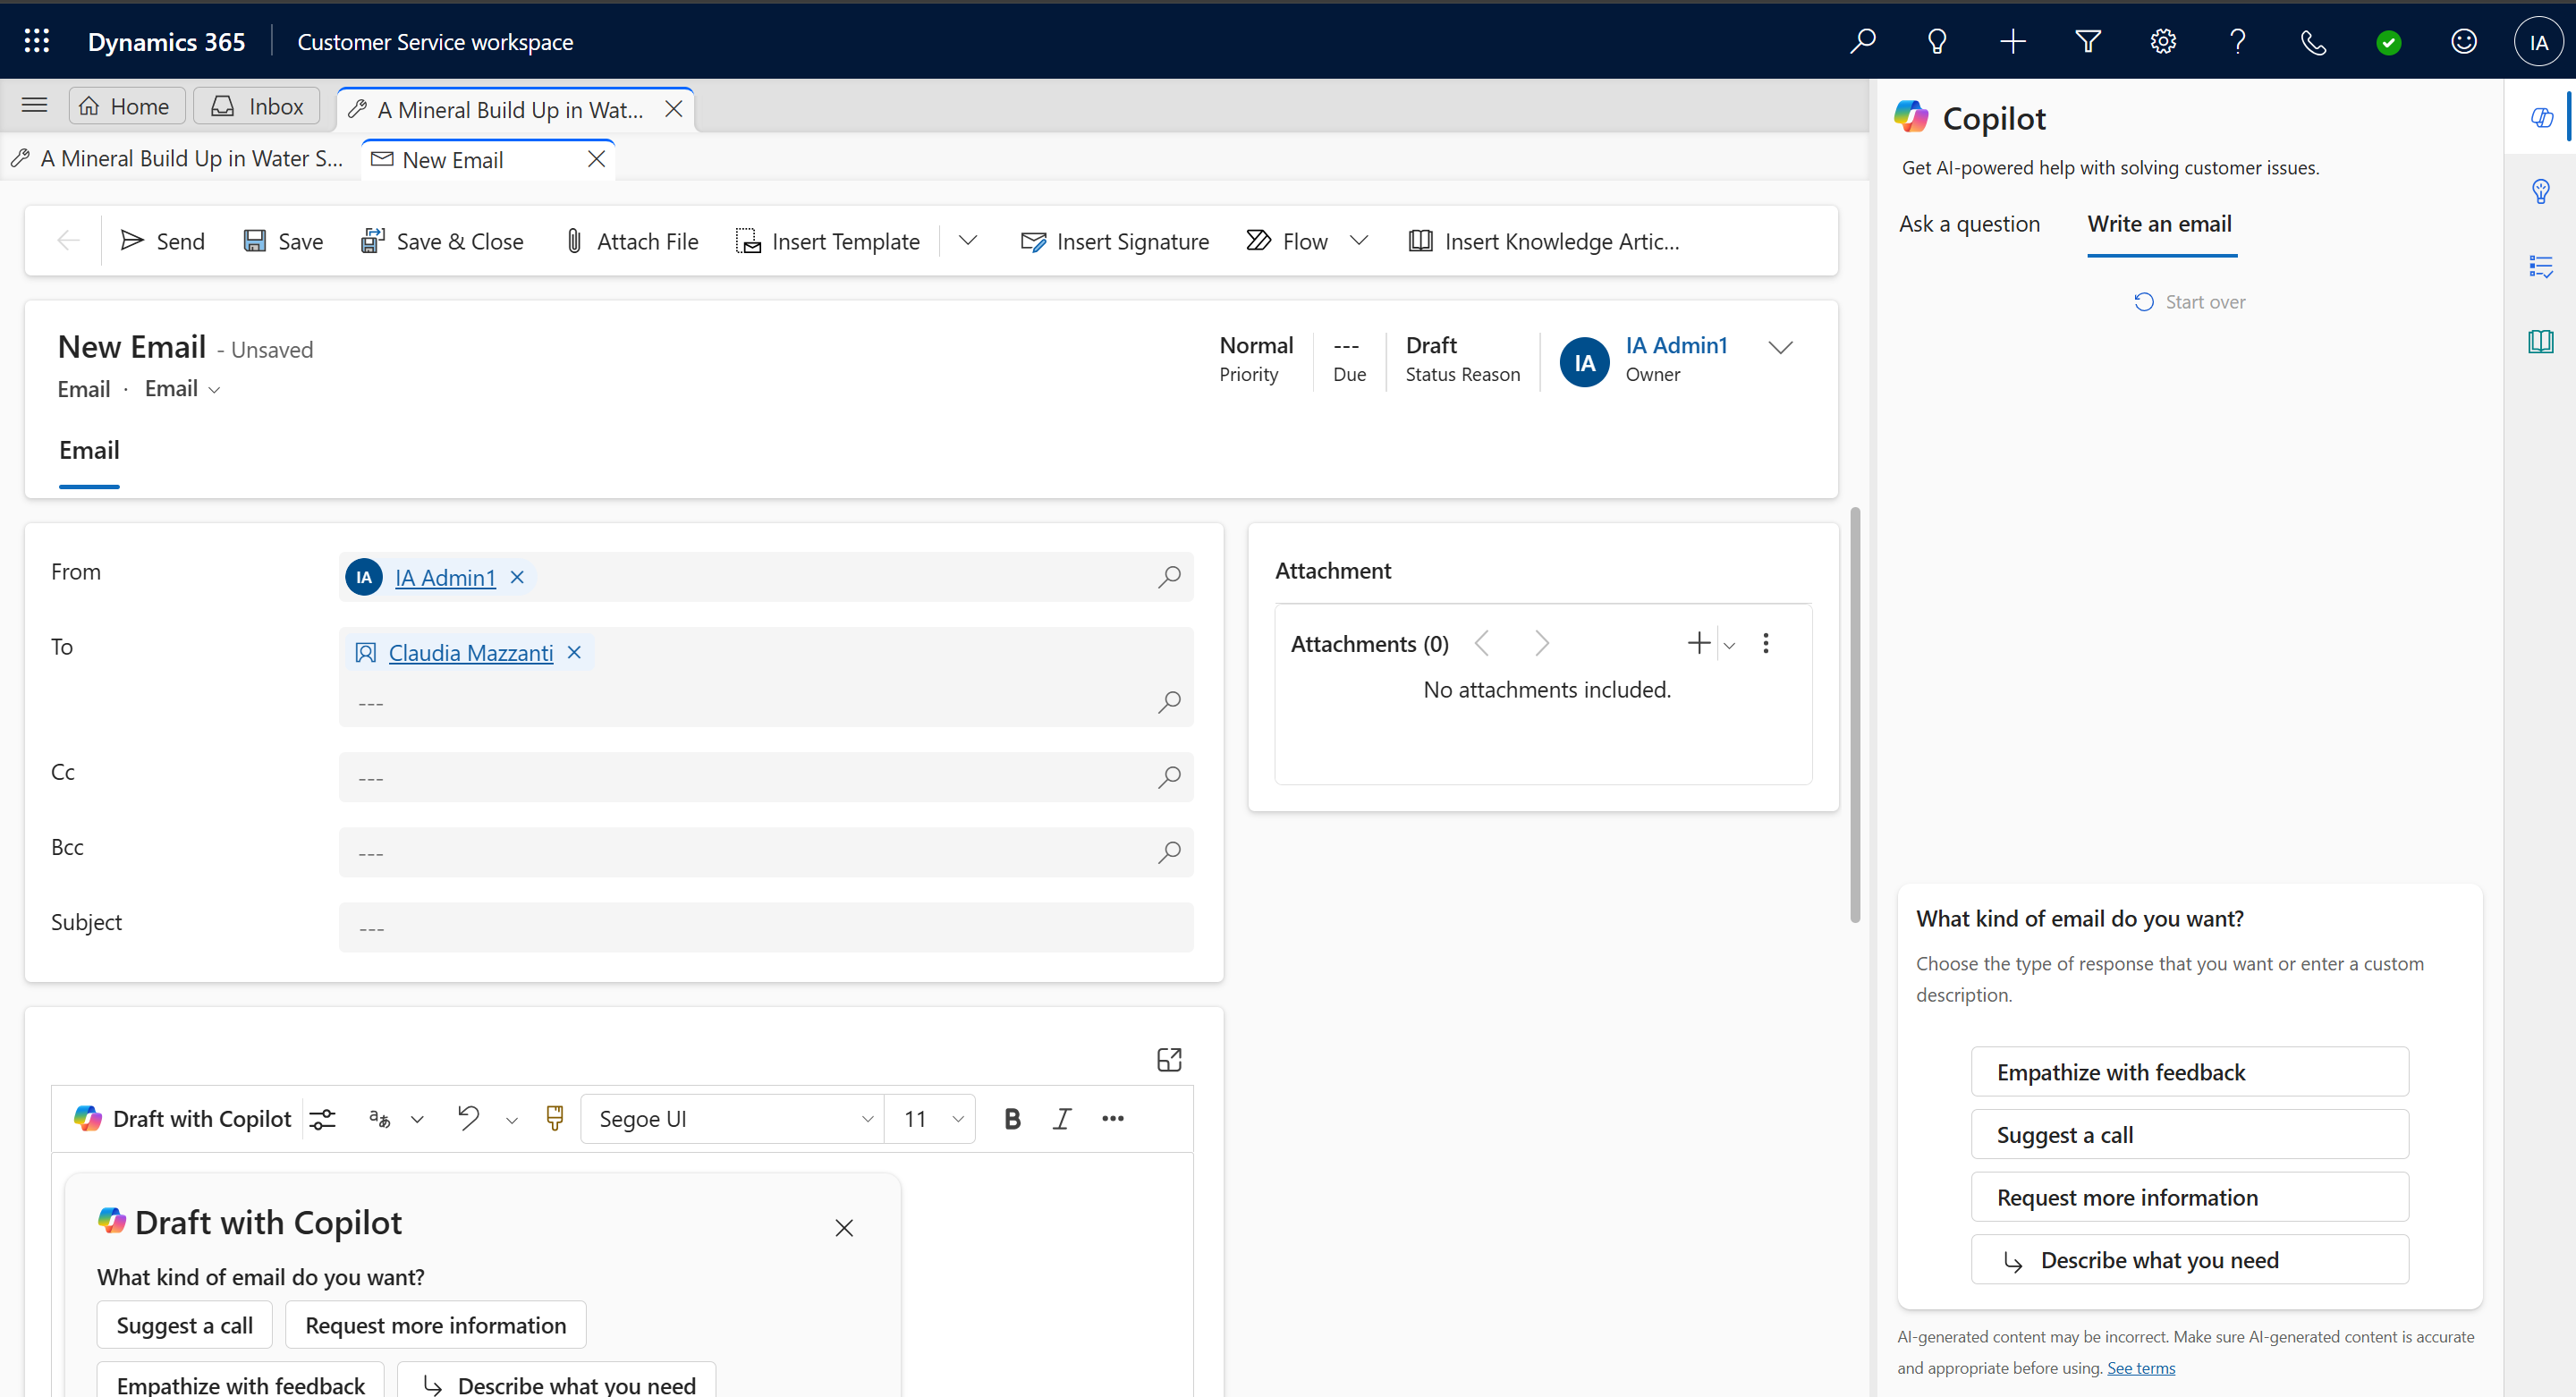 Dynamics 365 Customer Service workspace IA
Home Inbox A Mineral Build Up in Wat...
A Mineral Build Up in Water S... New Email
Send Save Save & Close Attach File Insert Template Insert Signature Flow Insert Knowledge Artic...
New Email - Unsaved
Email · Email
Normal --- Draft IA IA Admin1
Priority Due Status Reason Owner
Email
From IA IA Admin1
To Claudia Mazzanti
---
Cc ---
Bcc ---
Subject ---
Attachment
Attachments (0)
No attachments included.
Draft with Copilot Segoe UI 11 B I
Draft with Copilot
What kind of email do you want?
Suggest a call Request more information
Empathize with feedback Describe what you need
Copilot
Get AI-powered help with solving customer issues.
Ask a question Write an email
Start over
What kind of email do you want?
Choose the type of response that you want or enter a custom
description.
Empathize with feedback
Suggest a call
Request more information
Describe what you need
AI-generated content may be incorrect. Make sure AI-generated content is accurate
and appropriate before using. See terms